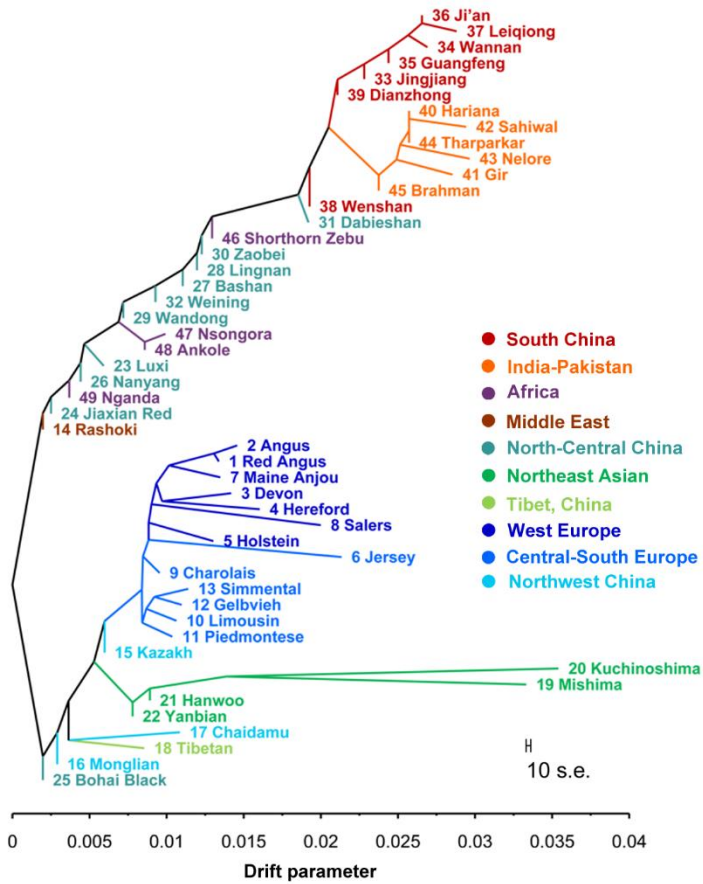 36 Ji’an
37 Leiqiong
34 Wannan
35 Guangfeng
33 Jingjiang
39 Dianzhong
40 Hariana
42 Sahiwal
44 Tharparkar
43 Nelore
41 Gir
45 Brahman
38 Wenshan
31 Dabieshan
46 Shorthorn Zebu
30 Zaobei
28 Lingnan
27 Bashan
32 Weining
29 Wandong
47 Nsongora
48 Ankole
23 Luxi
26 Nanyang
49 Nganda
24 Jiaxian Red
14 Rashoki
South China
India-Pakistan
Africa
Middle East
North-Central China
Northeast Asian
Tibet, China
West Europe
Central-South Europe
Northwest China
2 Angus
1 Red Angus
7 Maine Anjou
3 Devon
4 Hereford
8 Salers
5 Holstein
6 Jersey
9 Charolais
13 Simmental
12 Gelbvieh
10 Limousin
11 Piedmontese
15 Kazakh
20 Kuchinoshima
19 Mishima
21 Hanwoo
22 Yanbian
17 Chaidamu
18 Tibetan
16 Monglian
25 Bohai Black
10 s.e.
0 0.005 0.01 0.015 0.02 0.025 0.03 0.035 0.04
Drift parameter